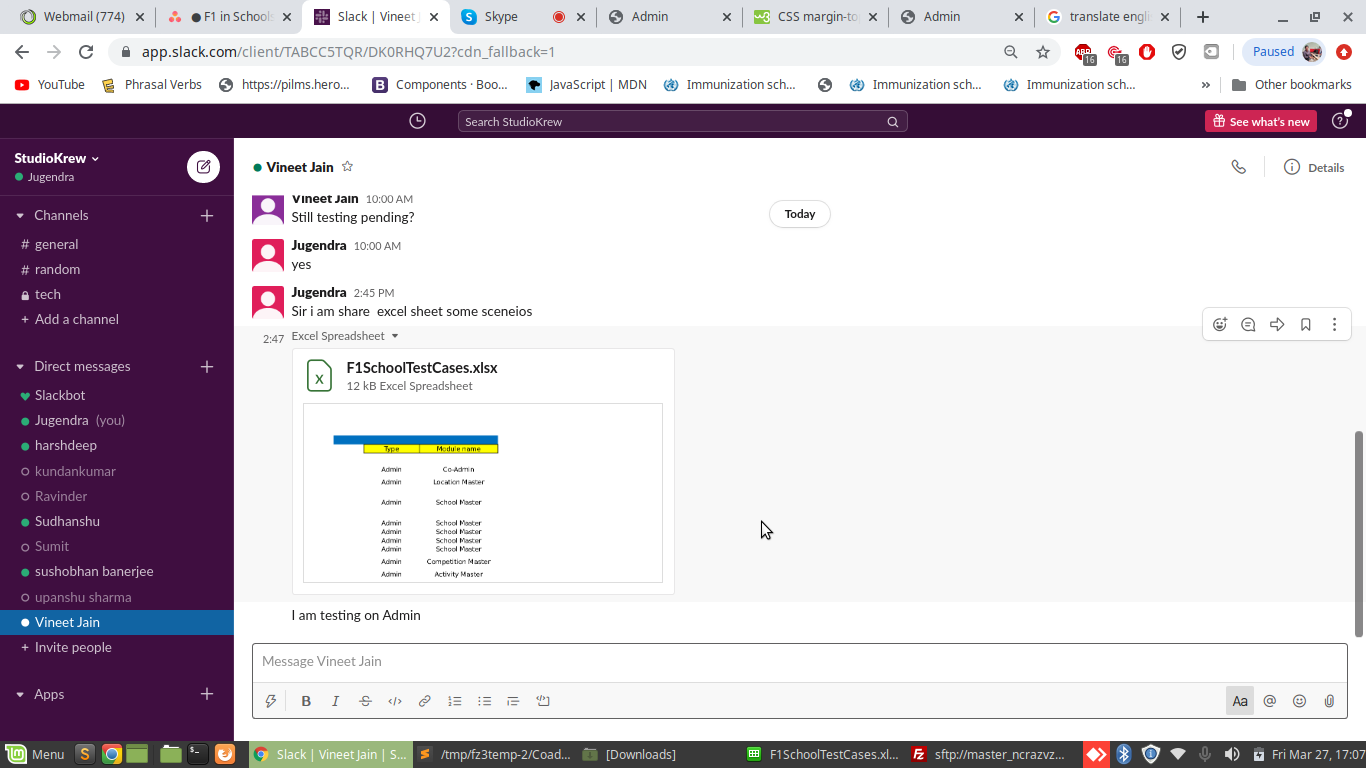 Webmail (774)
● F1 in Schools
Slack | Vineet J
Skype
Admin
CSS margin-to
Admin
translate engli
app.slack.com/client/TABCC5TQR/DK0RHQ7U2?cdn_fallback=1
ABP
16
16
Paused
YouTube
Phrasal Verbs
https://pilms.hero...
Components · Boo...
JavaScript | MDN
Immunization sch...
Immunization sch...
Immunization sch...
»
Other bookmarks
Search StudioKrew
See what's new
StudioKrew
Jugendra
Channels
# general
# random
tech
+ Add a channel
Direct messages
Slackbot
Jugendra (you)
harshdeep
kundankumar
Ravinder
Sudhanshu
Sumit
sushobhan banerjee
upanshu sharma
Vineet Jain
+ Invite people
Apps
Vineet Jain
Details
Today
Vineet Jain 10:00 AM
Still testing pending?
Jugendra 10:00 AM
yes
Jugendra 2:45 PM
Sir i am share excel sheet some sceneios
2:47 Excel Spreadsheet
F1SchoolTestCases.xlsx
12 kB Excel Spreadsheet
Type Module name
Admin Co-Admin
Admin Location Master
Admin School Master
Admin School Master
Admin School Master
Admin School Master
Admin School Master
Admin Competition Master
Admin Activity Master
I am testing on Admin
Message Vineet Jain
B I S </> Aa @
Menu
Slack | Vineet Jain | S...
/tmp/fz3temp-2/Coad...
[Downloads]
F1SchoolTestCases.xl...
sftp://master_ncrazvz...
Fri Mar 27, 17:07